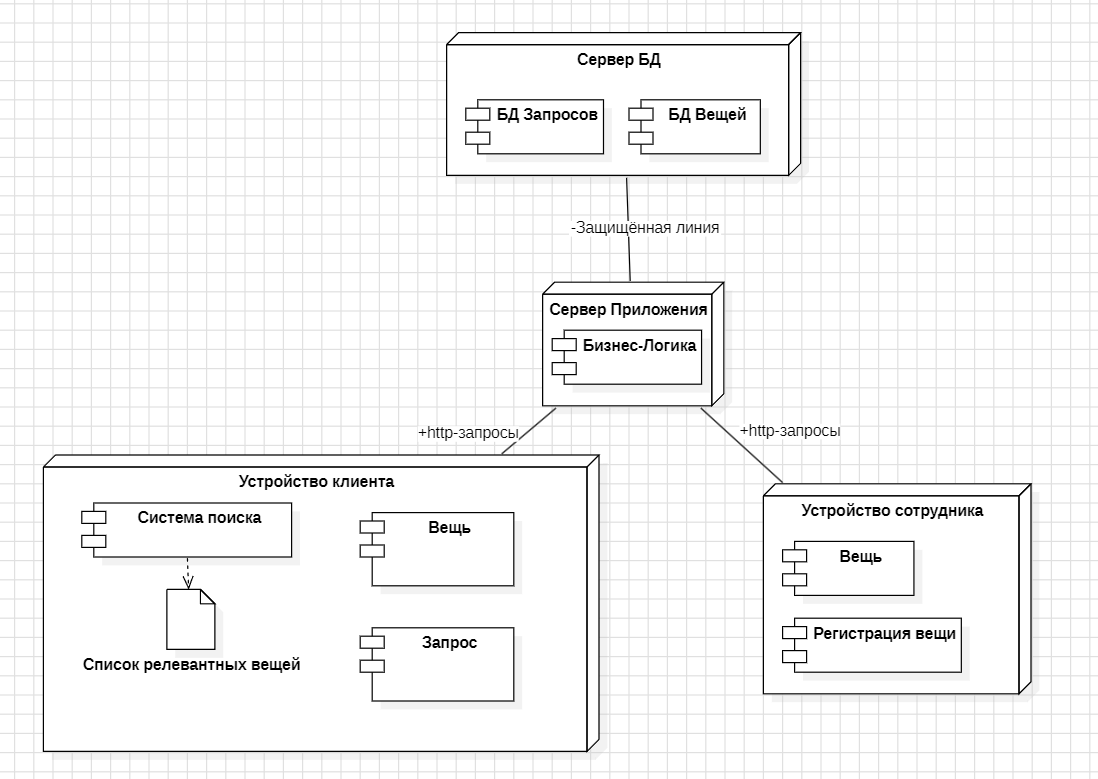 Сервер БД
БД Запросов
БД Вещей
-Защищённая линия
Сервер Приложения
Бизнес-Логика
+http-запросы
+http-запросы
Устройство клиента
Система поиска
Вещь
Список релевантных вещей
Запрос
Устройство сотрудника
Вещь
Регистрация вещи